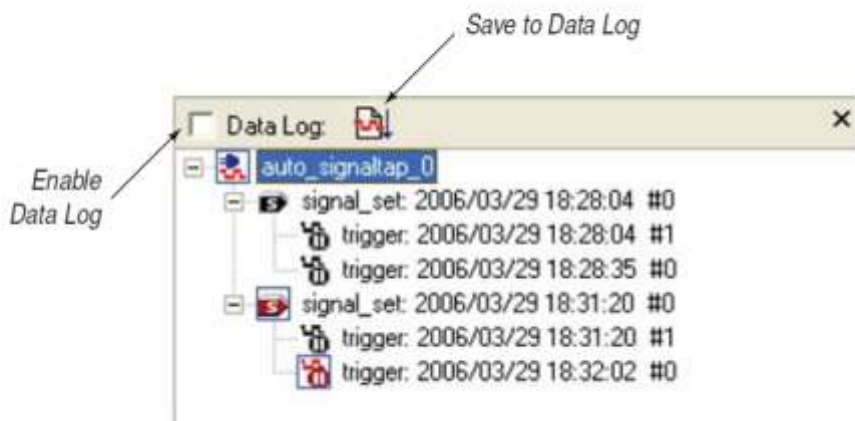 Save to Data Log
Data Log:
Enable
Data Log
auto_signaltap_0
signal_set: 2006/03/29 18:28:04 #0
trigger: 2006/03/29 18:28:04 #1
trigger: 2006/03/29 18:28:35 #0
signal_set: 2006/03/29 18:31:20 #0
trigger: 2006/03/29 18:31:20 #1
trigger: 2006/03/29 18:32:02 #0